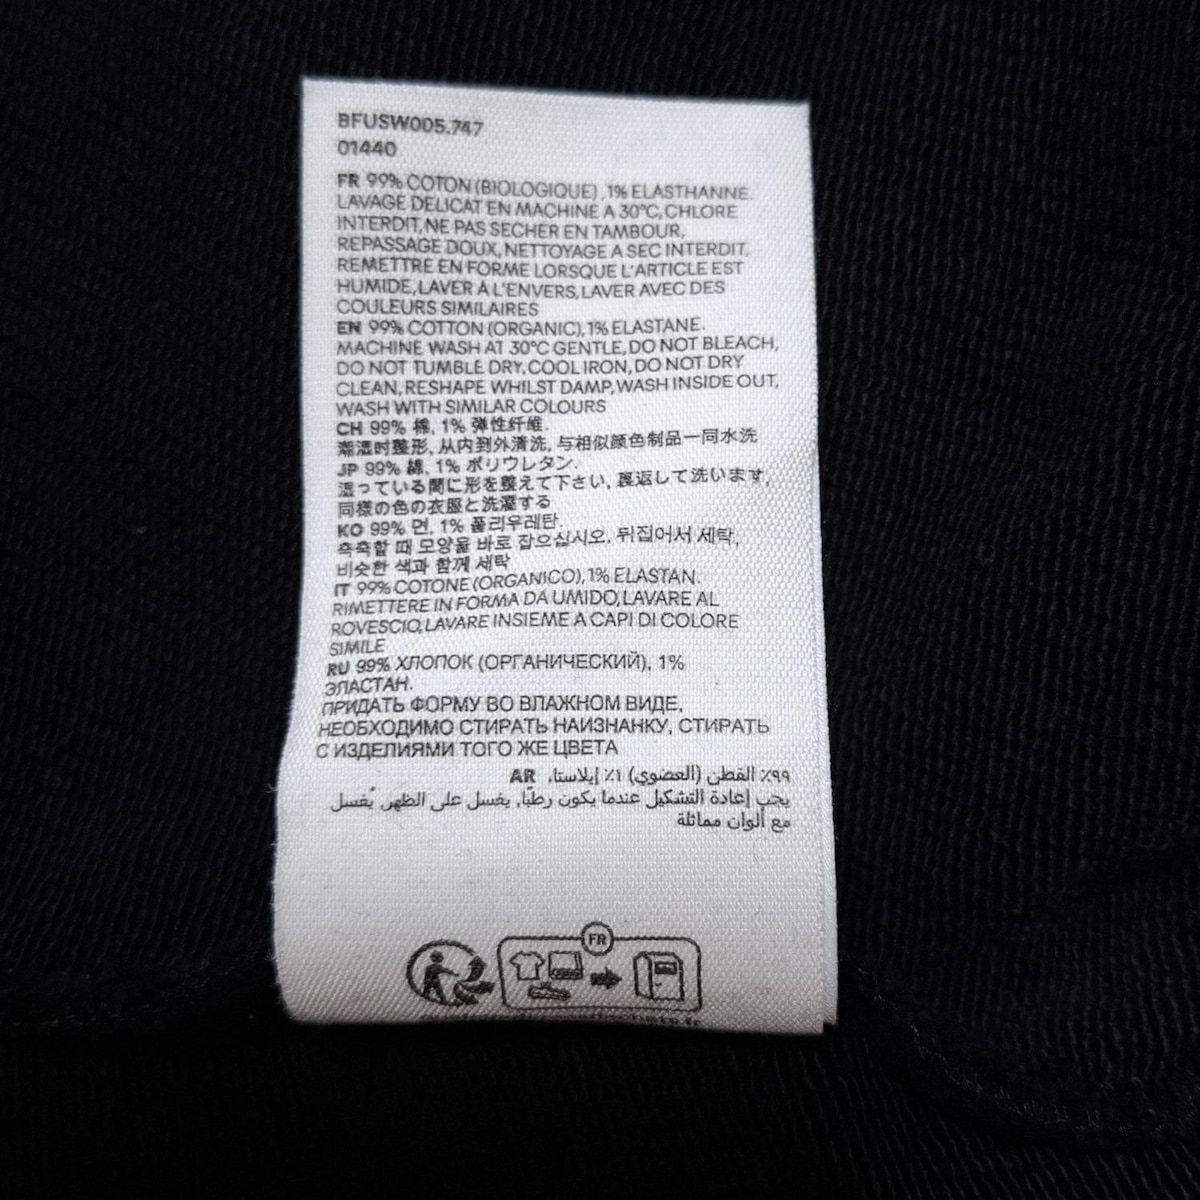 BFUSW005.747
01440
FR 99% COTON (BIOLOGIQUE) ,1% ELASTHANNE.
LAVAGE DELICAT EN MACHINE A 30°C, CHLORE
INTERDIT, NE PAS SECHER EN TAMBOUR,
REPASSAGE DOUX, NETTOYAGE A SEC INTERDIT,
REMETTRE EN FORME LORSQUE L'ARTICLE EST
HUMIDE, LAVER A L'ENVERS, LAVER AVEC DES
COULEURS SIMILAIRES
EN 99% COTTON (ORGANIC), 1% ELASTANE.
MACHINE WASH AT 30°C GENTLE, DO NOT BLEACH,
DO NOT TUMBLE DRY, COOL IRON, DO NOT DRY
CLEAN, RESHAPE WHILST DAMP, WASH INSIDE OUT,
WASH WITH SIMILAR COLOURS
CH 99% 棉, 1% 弹性纤维.
潮湿时整形, 从内到外清洗, 与相似颜色制品一同水洗
JP 99% 綿, 1% ポリウレタン.
湿っている間に形を整えて下さい, 裏返して洗います,
同様の色の衣服と洗濯する
KO 99% 면, 1% 폴리우레탄.
축축할 때 모양을 바로 잡으십시오, 뒤집어서 세탁,
비슷한 색과 함께 세탁
IT 99% COTONE (ORGANICO), 1% ELASTAN.
RIMETTERE IN FORMA DA UMIDO, LAVARE AL
ROVESCIO, LAVARE INSIEME A CAPI DI COLORE
SIMILE
RU 99% ХЛОПОК (ОРГАНИЧЕСКИЙ), 1%
ЭЛАСТАН.
ПРИДАТЬ ФОРМУ ВО ВЛАЖНОМ ВИДЕ,
НЕОБХОДИМО СТИРАТЬ НАИЗНАНКУ, СТИРАТЬ
С ИЗДЕЛИЯМИ ТОГО ЖЕ ЦВЕТА
٩٩٪ القطن (العضوي) ١٪ إيلاستا، AR
يجب إعادة التشكيل عندما يكون رطبًا, يغسل على الظهر, يُغسل
مع ألوان مماثلة
FR